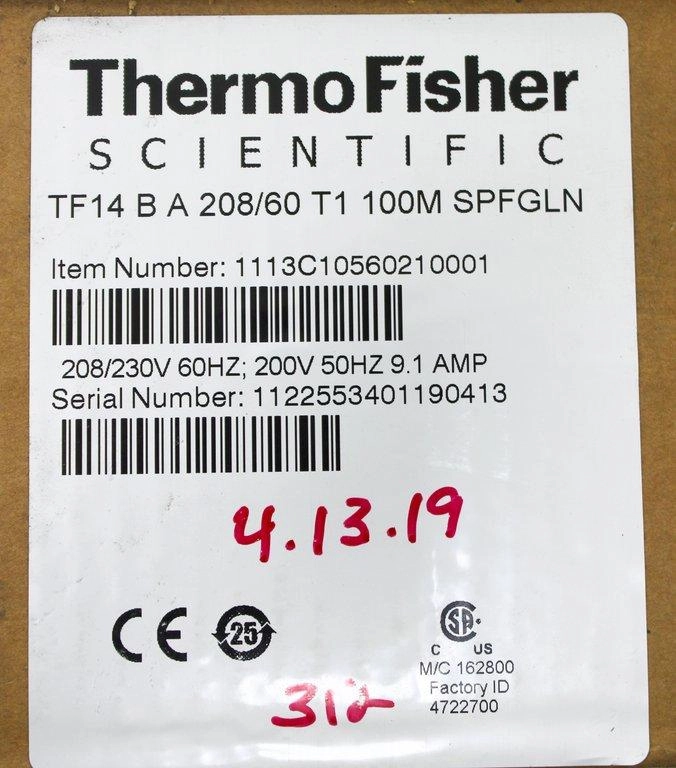 ThermoFisher
SCIENTIFIC
TF14 B A 208/60 T1 100M SPFGLN
Item Number: 1113C10560210001
208/230V 60HZ; 200V 50HZ 9.1 AMP
Serial Number: 1122553401190413
4.13.19
CE
25
SA
C US
M/C 162800
Factory ID
4722700
312